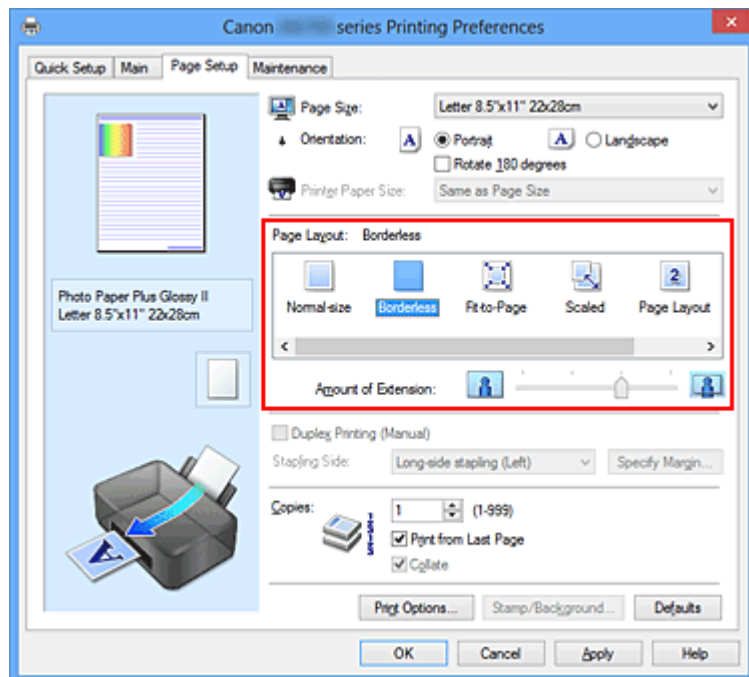 Canon series Printing Preferences
Quick Setup Main Page Setup Maintenance
Page Size: Letter 8.5"x11" 22x28cm
Orientation: A Portrait A Landscape
Rotate 180 degrees
Printer Paper Size: Same as Page Size
Page Layout: Borderless
2
Normal-size Borderless Fit-to-Page Scaled Page Layout
Photo Paper Plus Glossy II
Letter 8.5"x11" 22x28cm
Amount of Extension:
Duplex Printing (Manual)
Stapling Side: Long-side stapling (Left) Specify Margin...
Copies: 1 (1-999)
Print from Last Page
Collate
A
Print Options... Stamp/Background... Defaults
OK Cancel Apply Help